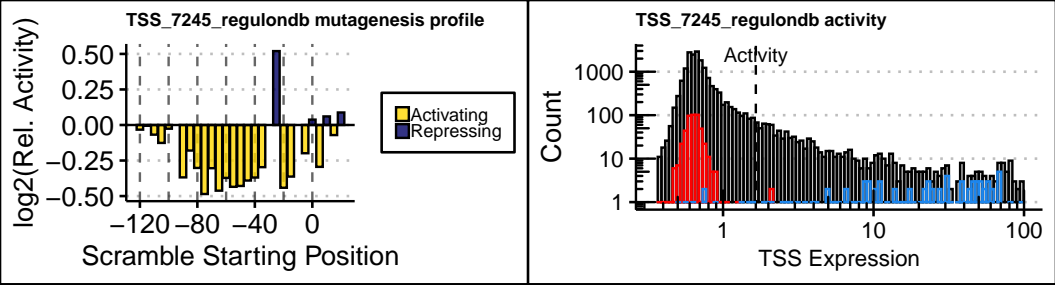 TSS_7245_regulondb mutagenesis profile
log2(Rel. Activity)
0.50
0.25
0.00
−0.25
−0.50
−120 −80 −40 0
Scramble Starting Position
Activating
Repressing
TSS_7245_regulondb activity
Activity
Count
1000
100
10
1
1 10 100
TSS Expression